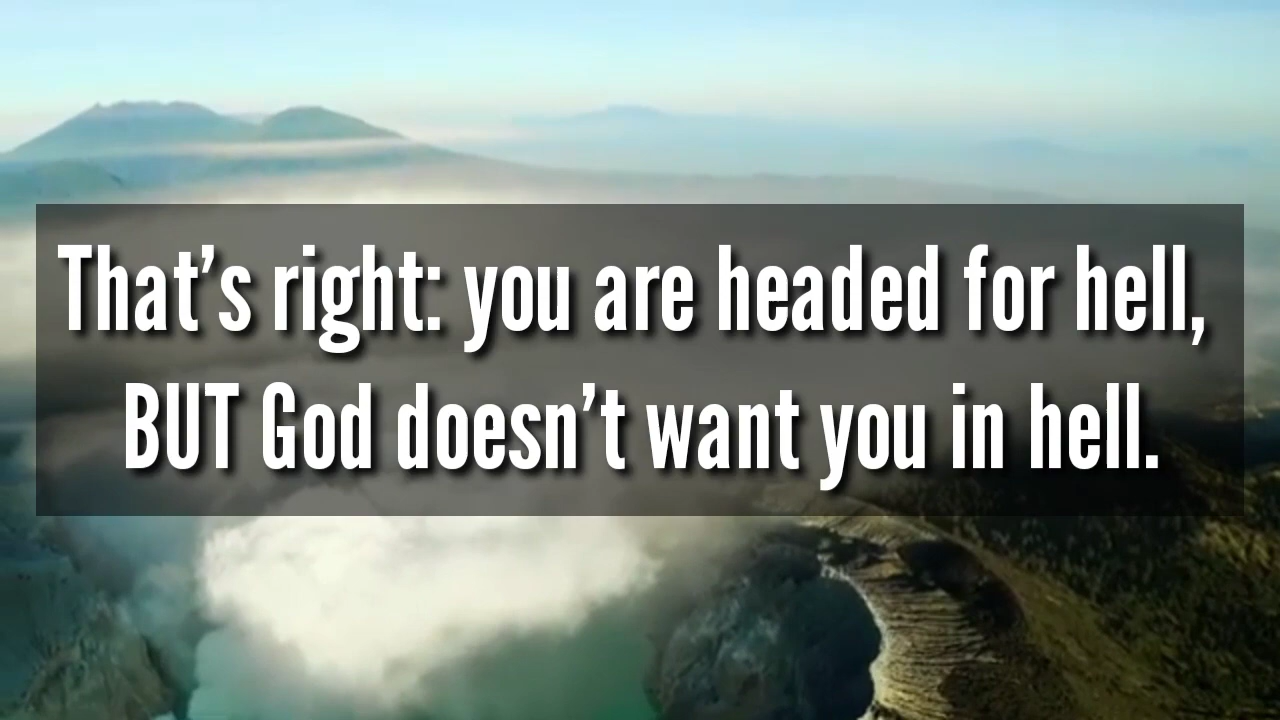 That’s right: you are headed for hell,
BUT God doesn’t want you in hell.